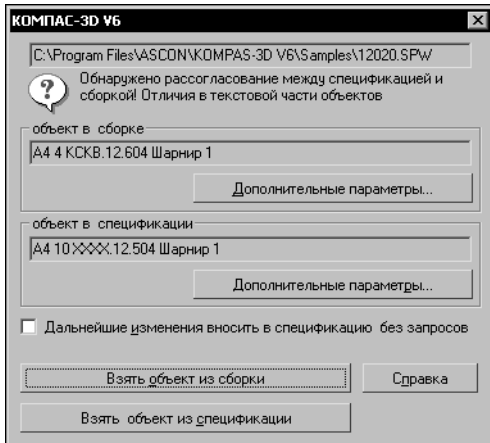 КОМПАС-3D V6
C:\Program Files\ASCON\KOMPAS-3D V6\Samples\12020.SPW
Обнаружено рассогласование между спецификацией и
сборкой! Отличия в текстовой части объектов
объект в сборке
А4 4 КСКВ.12.604 Шарнир 1
Дополнительные параметры...
объект в спецификации
А4 10 XXXX.12.504 Шарнир 1
Дополнительные параметры...
Дальнейшие изменения вносить в спецификацию без запросов
Взять объект из сборки
Справка
Взять объект из спецификации